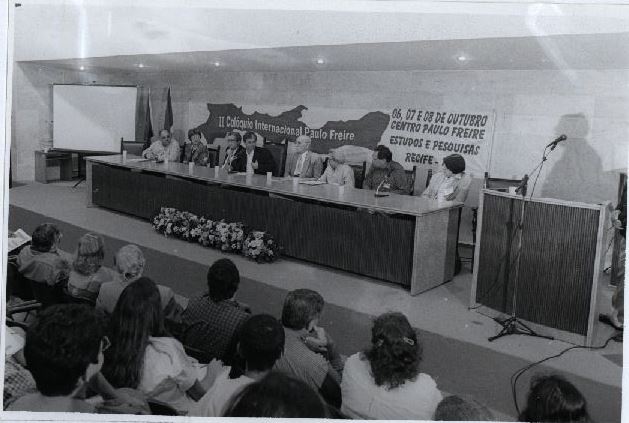 II Colóquio Internacional Paulo Freire
06, 07 E 08 DE OUTUBRO
CENTRO PAULO FREIRE
ESTUDOS E PESQUISAS
RECIFE-